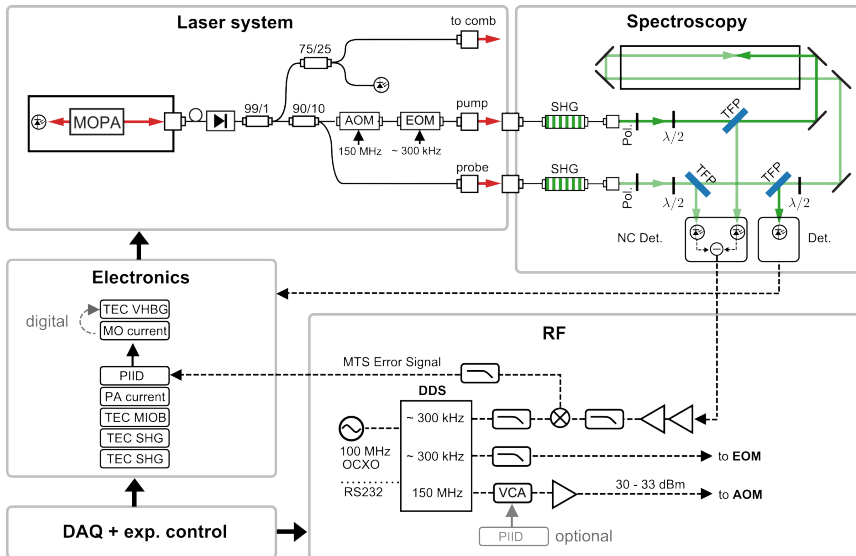 Laser system
to comb
75/25
MOPA
99/1
90/10
AOM
EOM
pump
150 MHz
~ 300 kHz
probe
Spectroscopy
SHG
Pol.
λ/2
TFP
SHG
Pol.
λ/2
TFP
TFP
λ/2
NC Det.
Det.
Electronics
TEC VHBG
digital
MO current
PIID
PA current
TEC MIOB
TEC SHG
TEC SHG
RF
MTS Error Signal
DDS
~ 300 kHz
100 MHz
OCXO
~ 300 kHz
to EOM
RS232
150 MHz
VCA
30 - 33 dBm
to AOM
PIID
optional
DAQ + exp. control